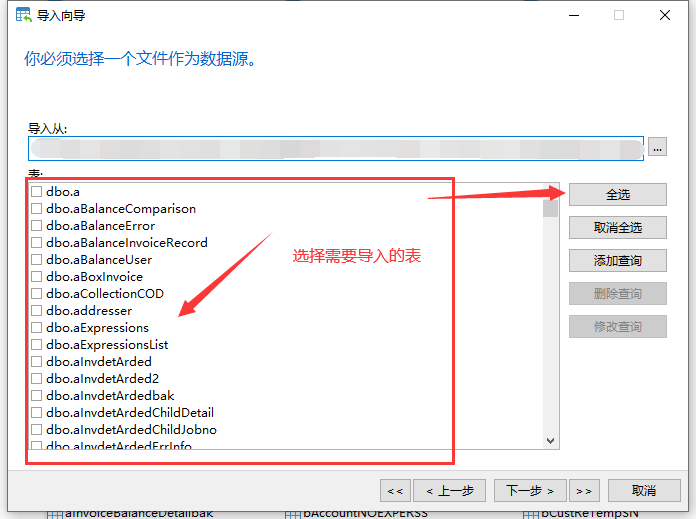 导入向导
你必须选择一个文件作为数据源。
导入从:
...
表:
dbo.a
dbo.aBalanceComparison
dbo.aBalanceError
dbo.aBalanceInvoiceRecord
dbo.aBalanceUser
dbo.aBoxInvoice
dbo.aCollectionCOD
dbo.addresser
dbo.aExpressions
dbo.aExpressionsList
dbo.aInvdetArded
dbo.aInvdetArded2
dbo.aInvdetArdedbak
dbo.aInvdetArdedChildDetail
dbo.aInvdetArdedChildJobno
dbo.aInvdetArdedErrInfo
选择需要导入的表
全选
取消全选
添加查询
删除查询
修改查询
<< < 上一步 下一步 > >> 取消
aInvoiceBalanceDetailbak bAccountNOEXPERSS bCustReTempSN